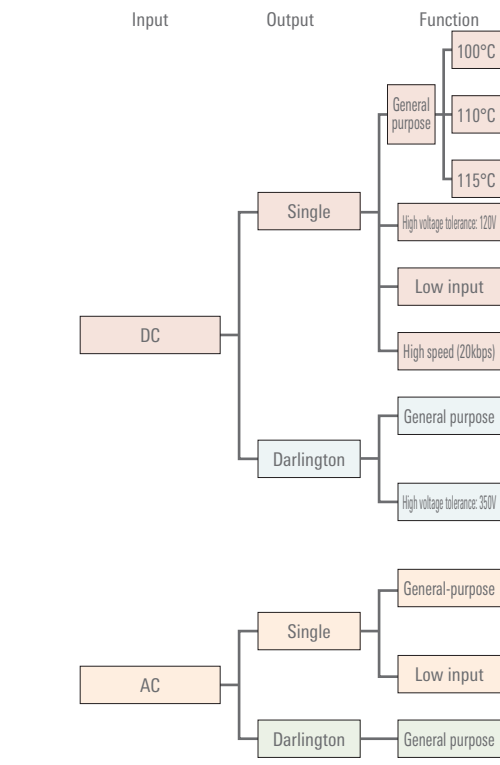 Input Output Function
100°C
General
purpose
110°C
115°C
Single
High voltage tolerance: 120V
Low input
DC
High speed (20kbps)
General purpose
Darlington
High voltage tolerance: 350V
General-purpose
Single
Low input
AC
Darlington
General purpose